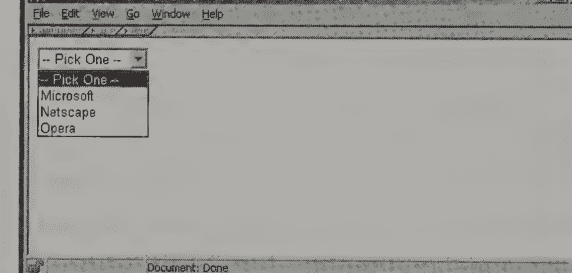 File Edit View Go Window Help
-- Pick One --
-- Pick One --
Microsoft
Netscape
Opera
Document: Done